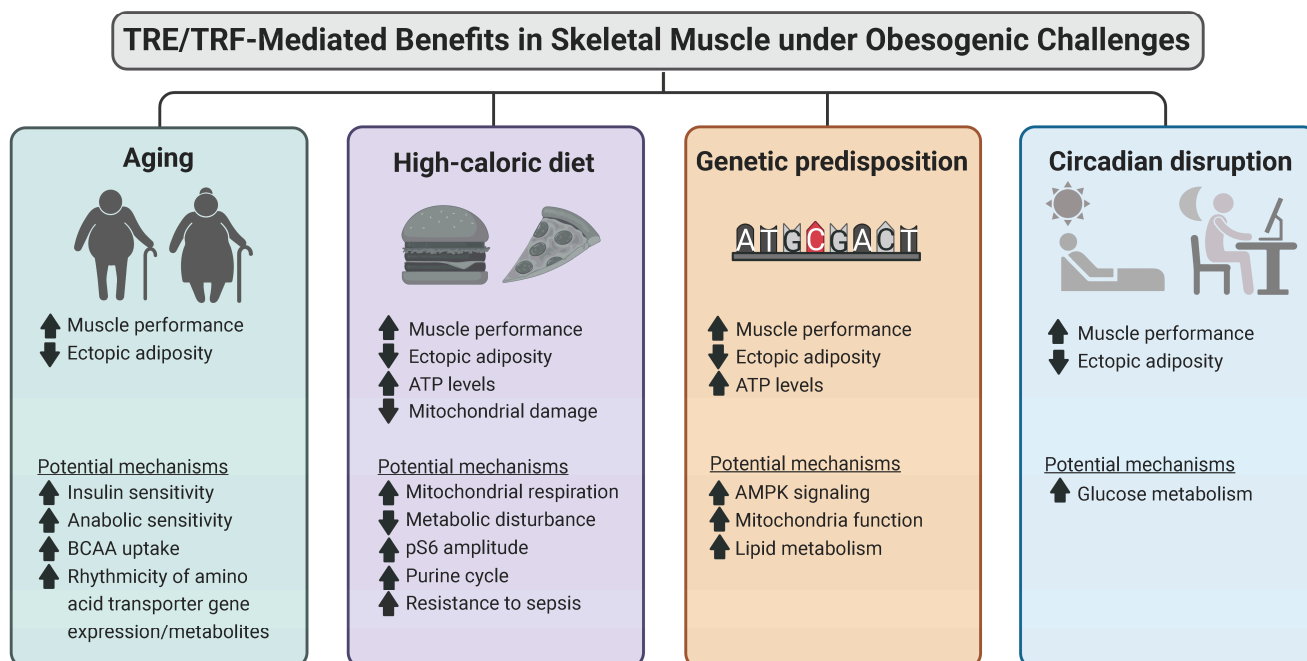 TRE/TRF-Mediated Benefits in Skeletal Muscle under Obesogenic Challenges
Aging
Muscle performance
Ectopic adiposity
Potential mechanisms
Insulin sensitivity
Anabolic sensitivity
BCAA uptake
Rhythmicity of amino
acid transporter gene
expression/metabolites
High-caloric diet
Muscle performance
Ectopic adiposity
ATP levels
Mitochondrial damage
Potential mechanisms
Mitochondrial respiration
Metabolic disturbance
pS6 amplitude
Purine cycle
Resistance to sepsis
Genetic predisposition
ATGCGACT
Muscle performance
Ectopic adiposity
ATP levels
Potential mechanisms
AMPK signaling
Mitochondria function
Lipid metabolism
Circadian disruption
Muscle performance
Ectopic adiposity
Potential mechanisms
Glucose metabolism